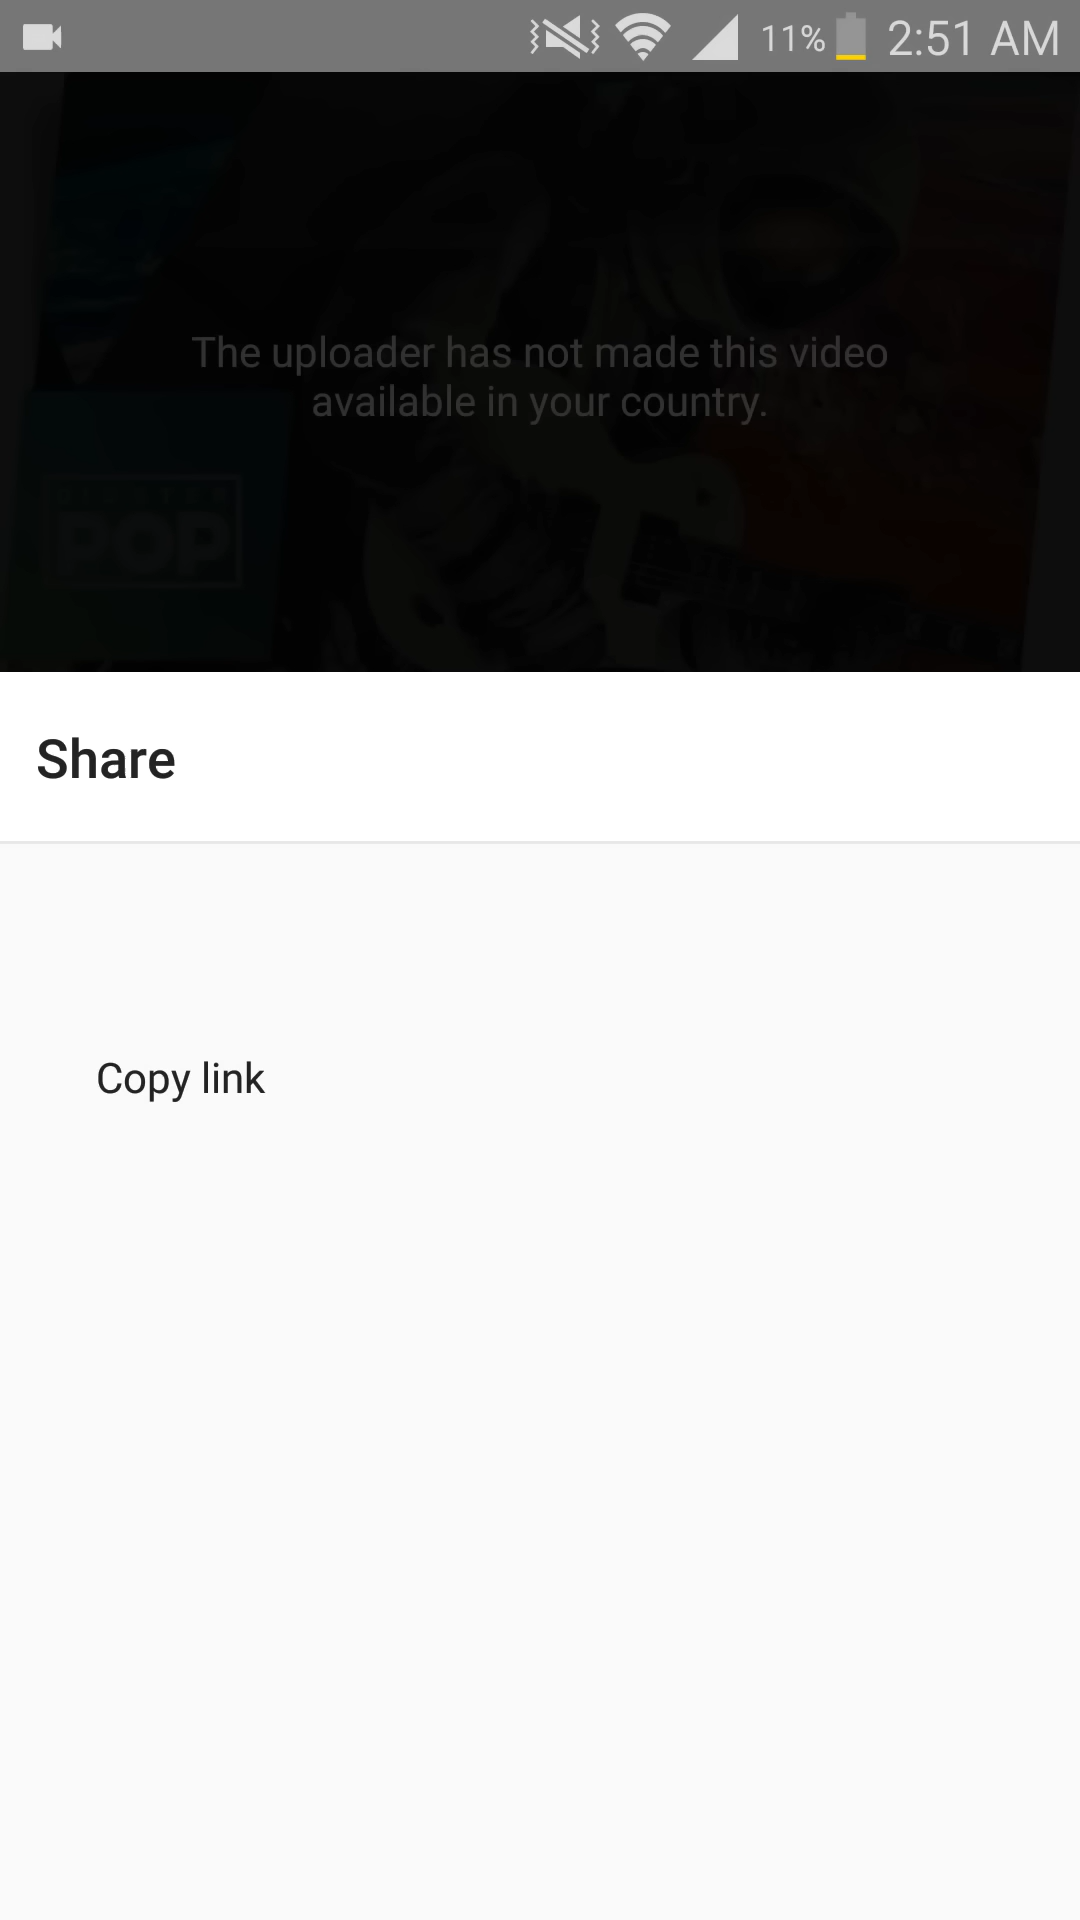 11% 2:51 AM
The uploader has not made this video
available in your country.
POP
Share
Copy link